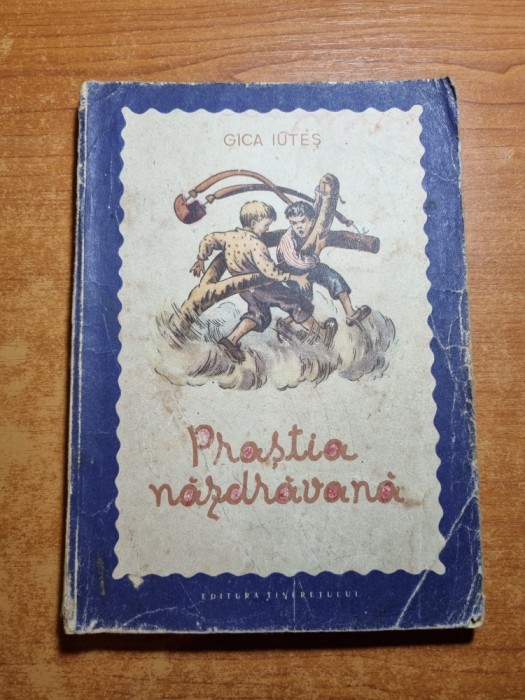 GICA IUTEȘ
Praștia
năzdrăvană
EDITURA TINERETULUI